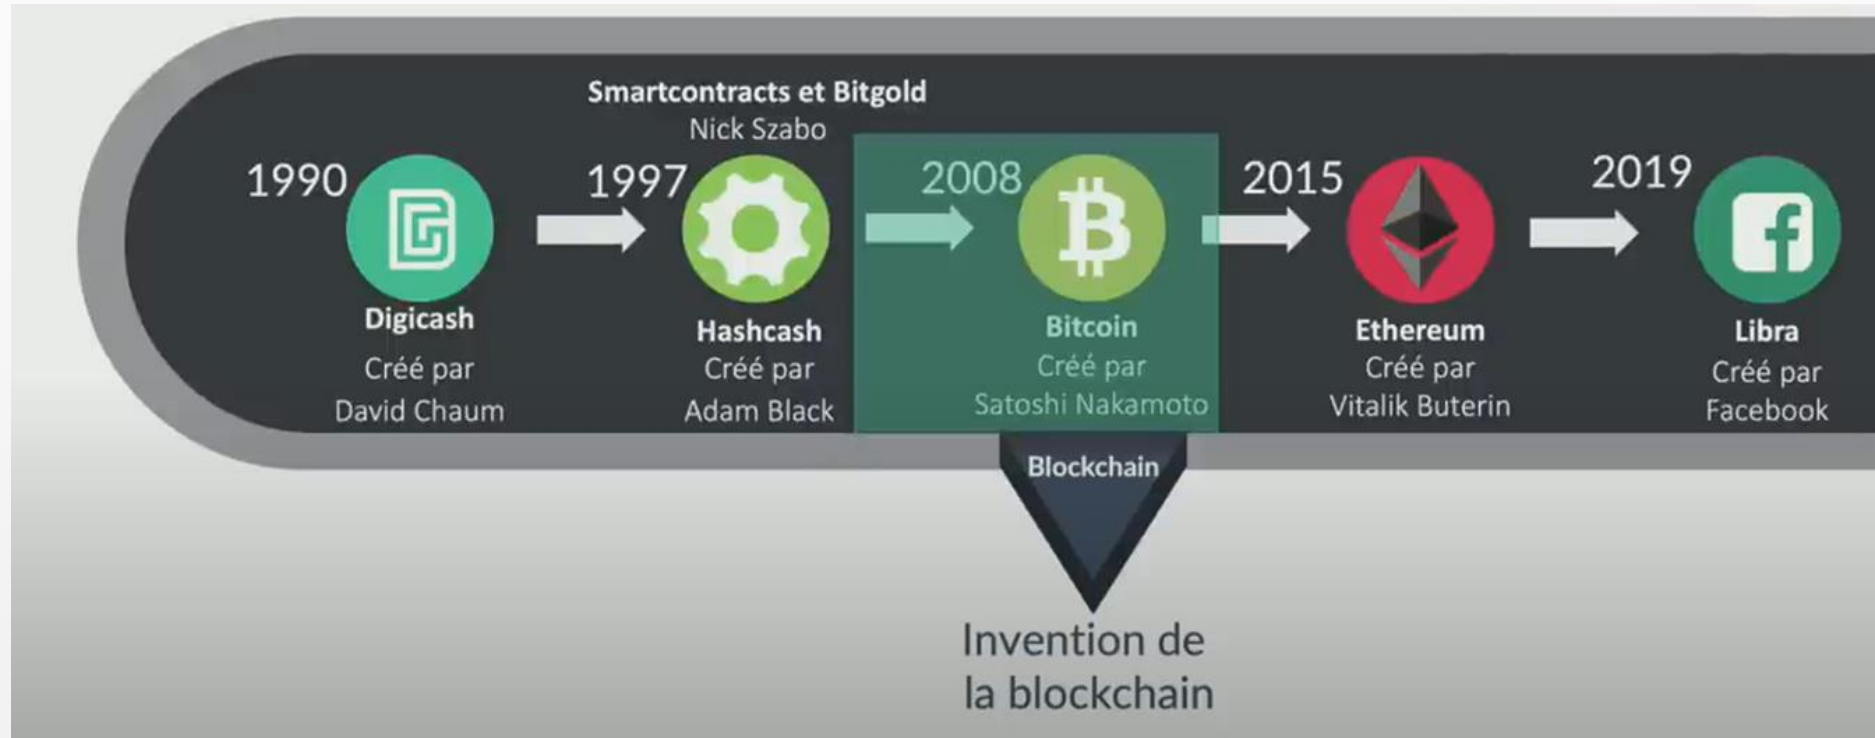 Smartcontracts et Bitgold
Nick Szabo
1990
Digicash
Créé par
David Chaum
1997
Hashcash
Créé par
Adam Black
2008
Bitcoin
Créé par
Satoshi Nakamoto
2015
Ethereum
Créé par
Vitalik Buterin
2019
Libra
Créé par
Facebook
Blockchain
Invention de
la blockchain